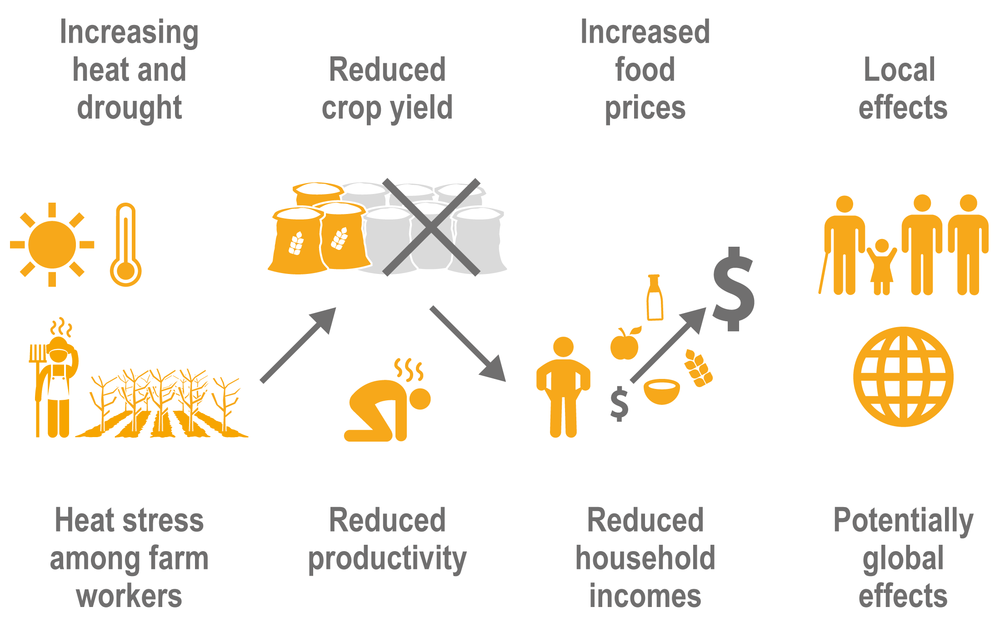 Increasing
heat and
drought
Reduced
crop yield
Increased
food
prices
Local
effects
$
$
Heat stress
among farm
workers
Reduced
productivity
Reduced
household
incomes
Potentially
global
effects